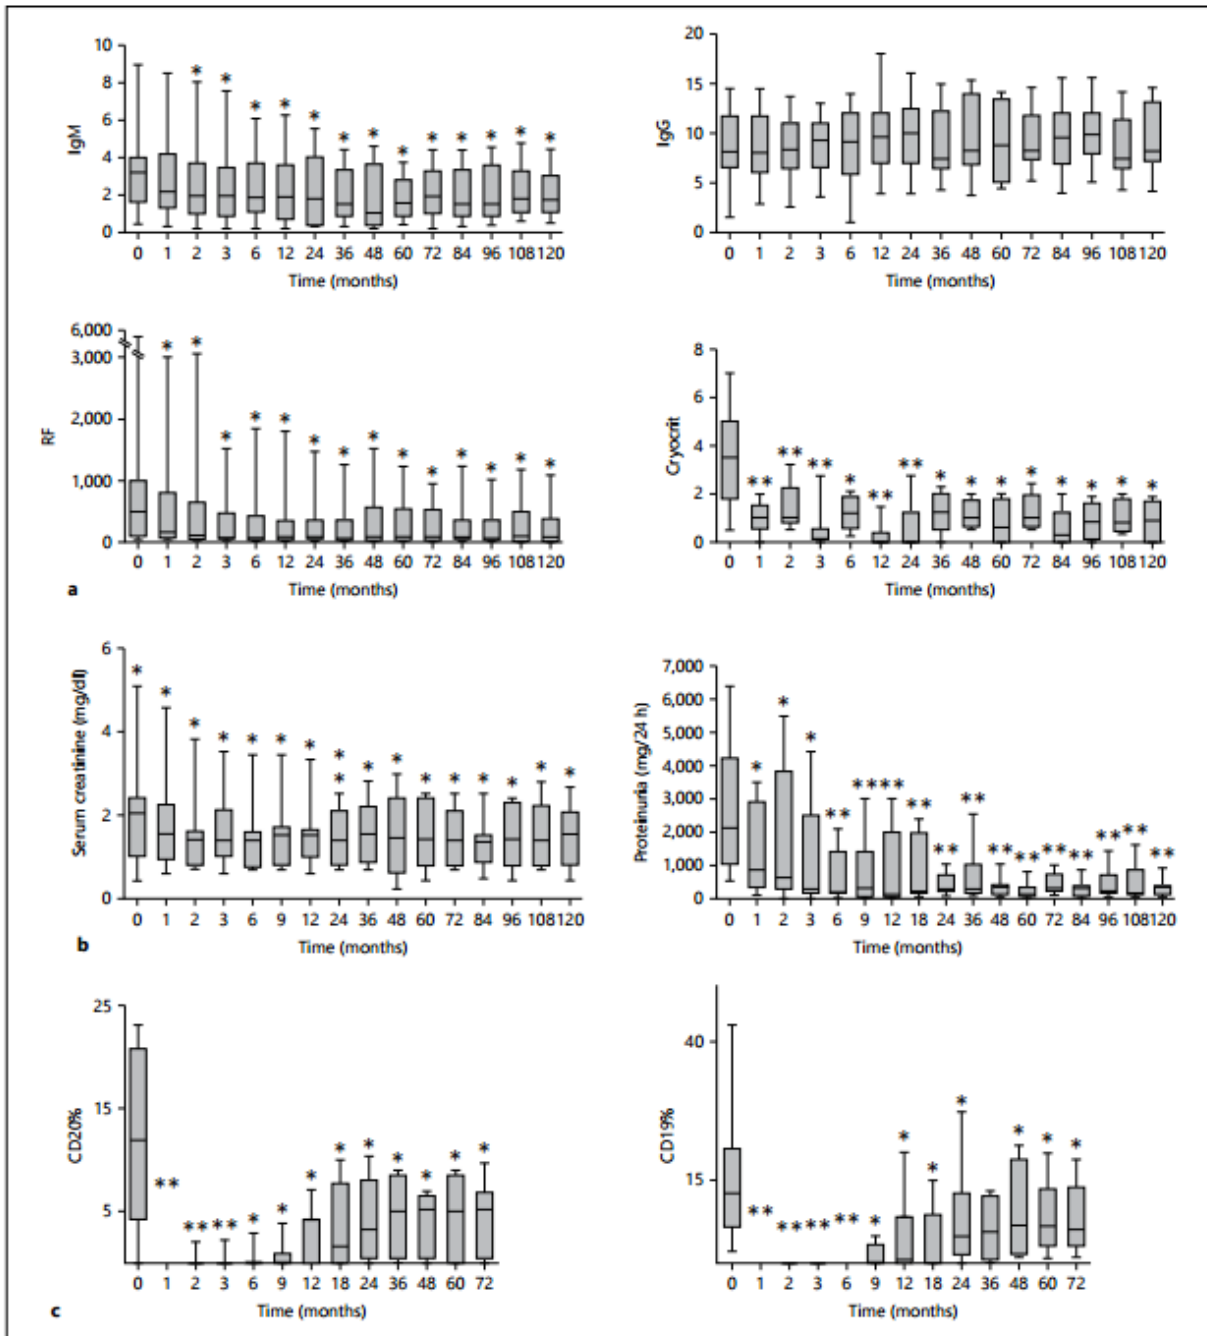 10
8
6
4
2
0
IgM
* * * * * * * * * * * * *
0 1 2 3 6 12 24 36 48 60 72 84 96 108 120
Time (months)
20
15
10
5
0
IgG
0 1 2 3 6 12 24 36 48 60 72 84 96 108 120
Time (months)
6,000
3,000
2,000
1,000
0
RF
* * * * * * * * * * * * * *
0 1 2 3 6 12 24 36 48 60 72 84 96 108 120
Time (months)
a
8
6
4
2
0
Cryocrit
** ** ** * ** ** * * * * * * * *
0 1 2 3 6 12 24 36 48 60 72 84 96 108 120
Time (months)
6
4
2
0
Serum creatinine (mg/dl)
* * * * * * * ** * * * * * * * *
0 1 2 3 6 9 12 24 36 48 60 72 84 96 108 120
Time (months)
b
7,000
6,000
5,000
4,000
3,000
2,000
1,000
0
Proteinuria (mg/24 h)
* * * ** ** ** ** ** ** ** ** ** ** ** ** **
0 1 2 3 6 9 12 18 24 36 48 60 72 84 96 108 120
Time (months)
25
15
5
CD20%
** ** ** * * * * * * * * *
0 1 2 3 6 9 12 18 24 36 48 60 72
Time (months)
c
40
15
CD19%
** ** ** ** * * * * * * *
0 1 2 3 6 9 12 18 24 36 48 60 72
Time (months)